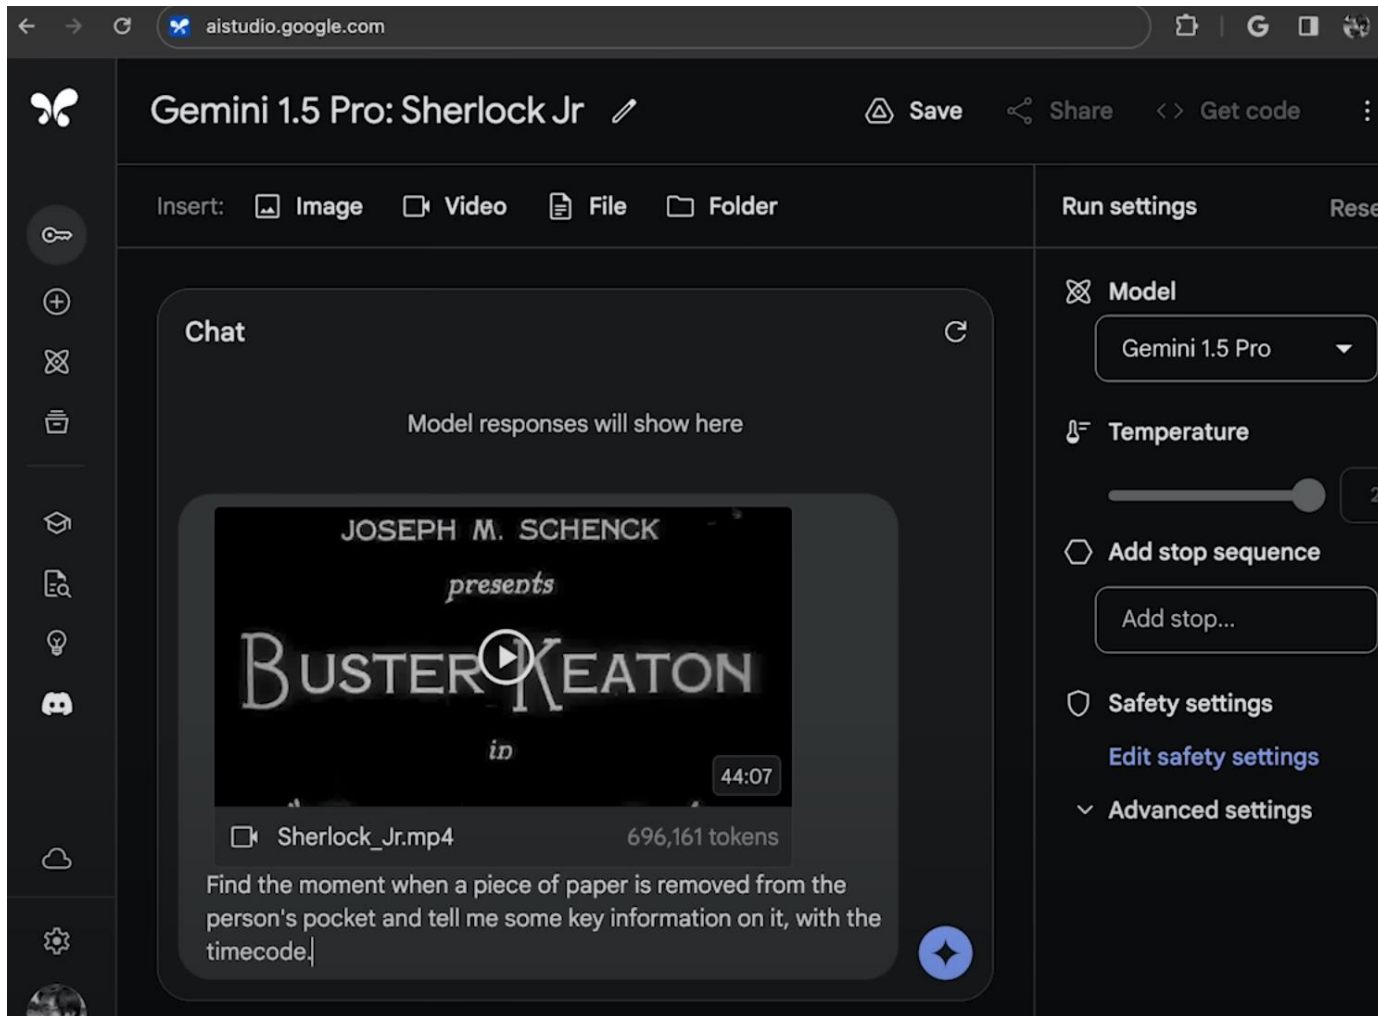 aistudio.google.com
Gemini 1.5 Pro: Sherlock Jr
Save
Share
<> Get code
Insert:
Image
Video
File
Folder
Run settings
Rese
Chat
Model responses will show here
JOSEPH M. SCHENCK
presents
BUSTER KEATON
in
44:07
Sherlock_Jr.mp4
696,161 tokens
Find the moment when a piece of paper is removed from the
person's pocket and tell me some key information on it, with the
timecode.
Model
Gemini 1.5 Pro
Temperature
2
Add stop sequence
Add stop...
Safety settings
Edit safety settings
Advanced settings